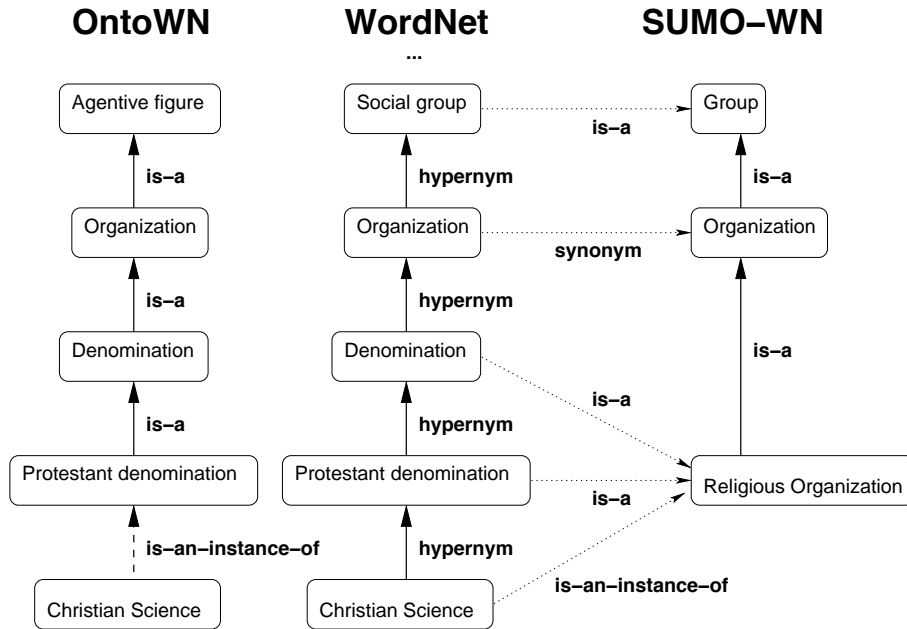 OntoWN WordNet SUMO–WN
...
Agentive figure Social group Group
is–a
is–a hypernym is–a
Organization Organization Organization
synonym
is–a hypernym
Denomination Denomination is–a
is–a
is–a hypernym
Protestant denomination Protestant denomination Religious Organization
is–a
is–an–instance–of hypernym
is–an–instance–of
Christian Science Christian Science